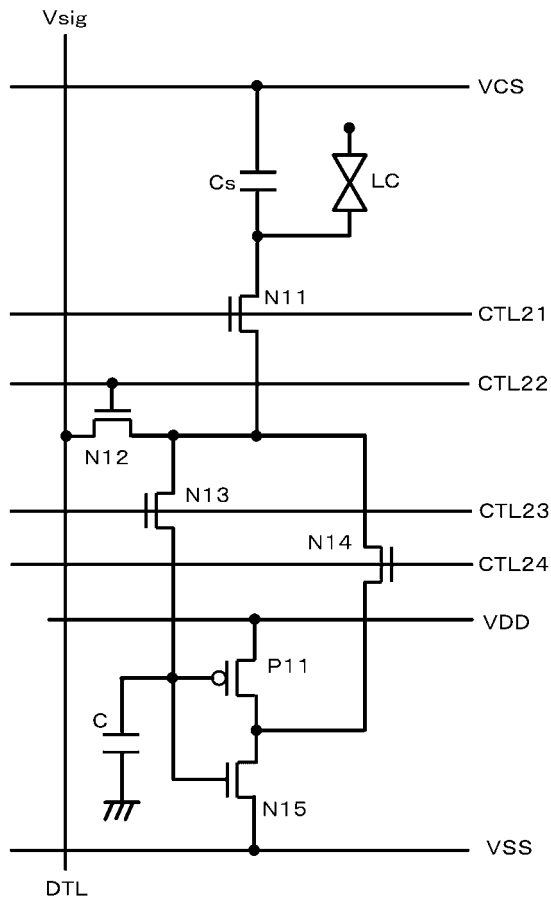 Vsig
VCS
Cs
LC
N11
CTL21
CTL22
N12
N13
CTL23
N14
CTL24
VDD
P11
C
N15
VSS
DTL